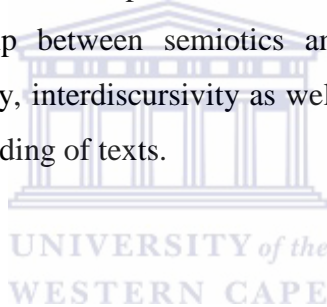 p between semiotics an
y, interdiscursivity as wel
ding of texts.
UNIVERSITY of the
WESTERN CAPE